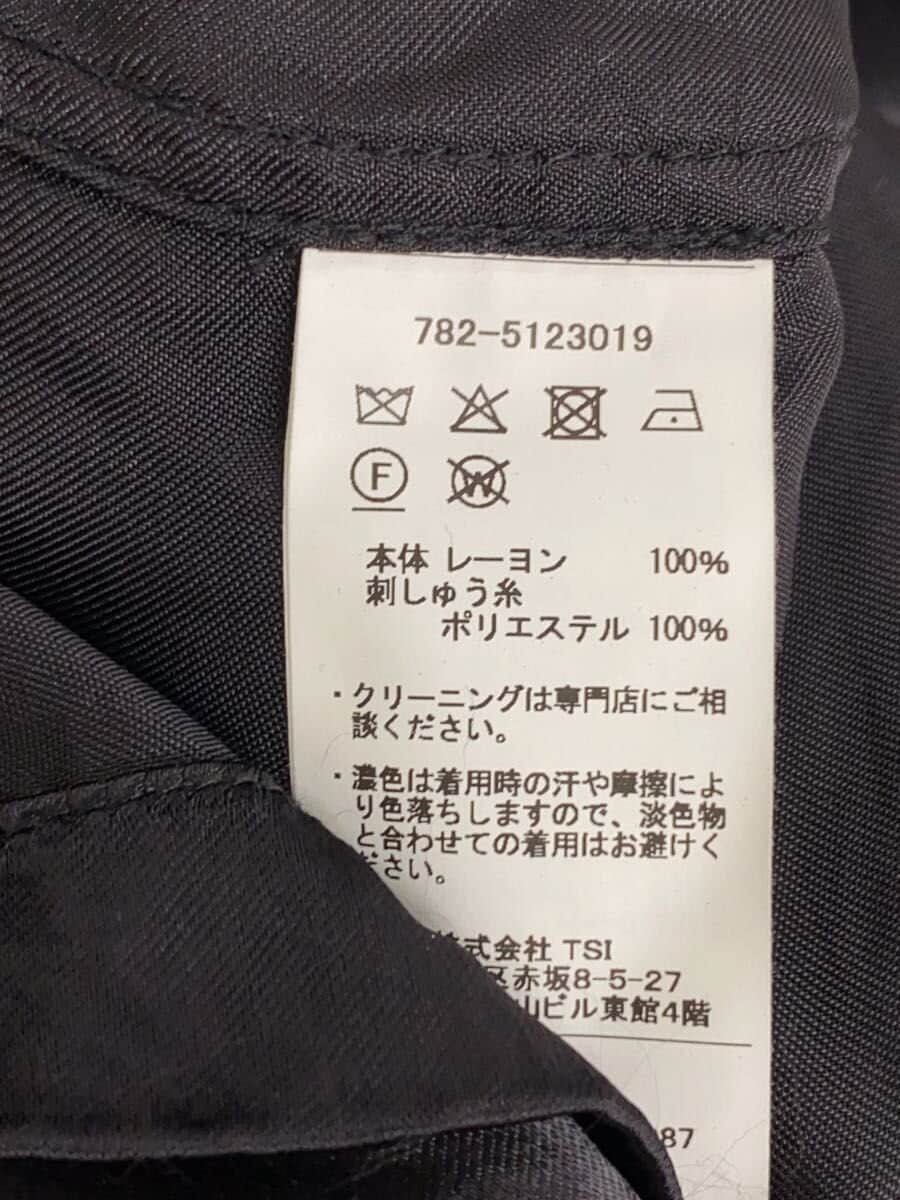 782-5123019
F W
本体 レーヨン 100%
刺しゅう糸
ポリエステル 100%
・クリーニングは専門店にご相
談ください。
・濃色は着用時の汗や摩擦によ
り色落ちしますので、淡色物
と合わせての着用はお避けく
ださい。
式会社 TSI
区赤坂8-5-27
山ビル東館4階
87